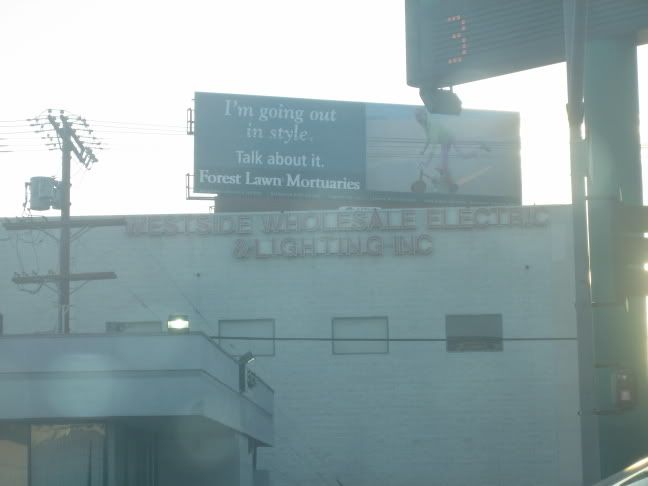 3
I'm going out
in style.
Talk about it.
Forest Lawn Mortuaries
WESTSIDE WHOLESALE ELECTRIC
& LIGHTING INC